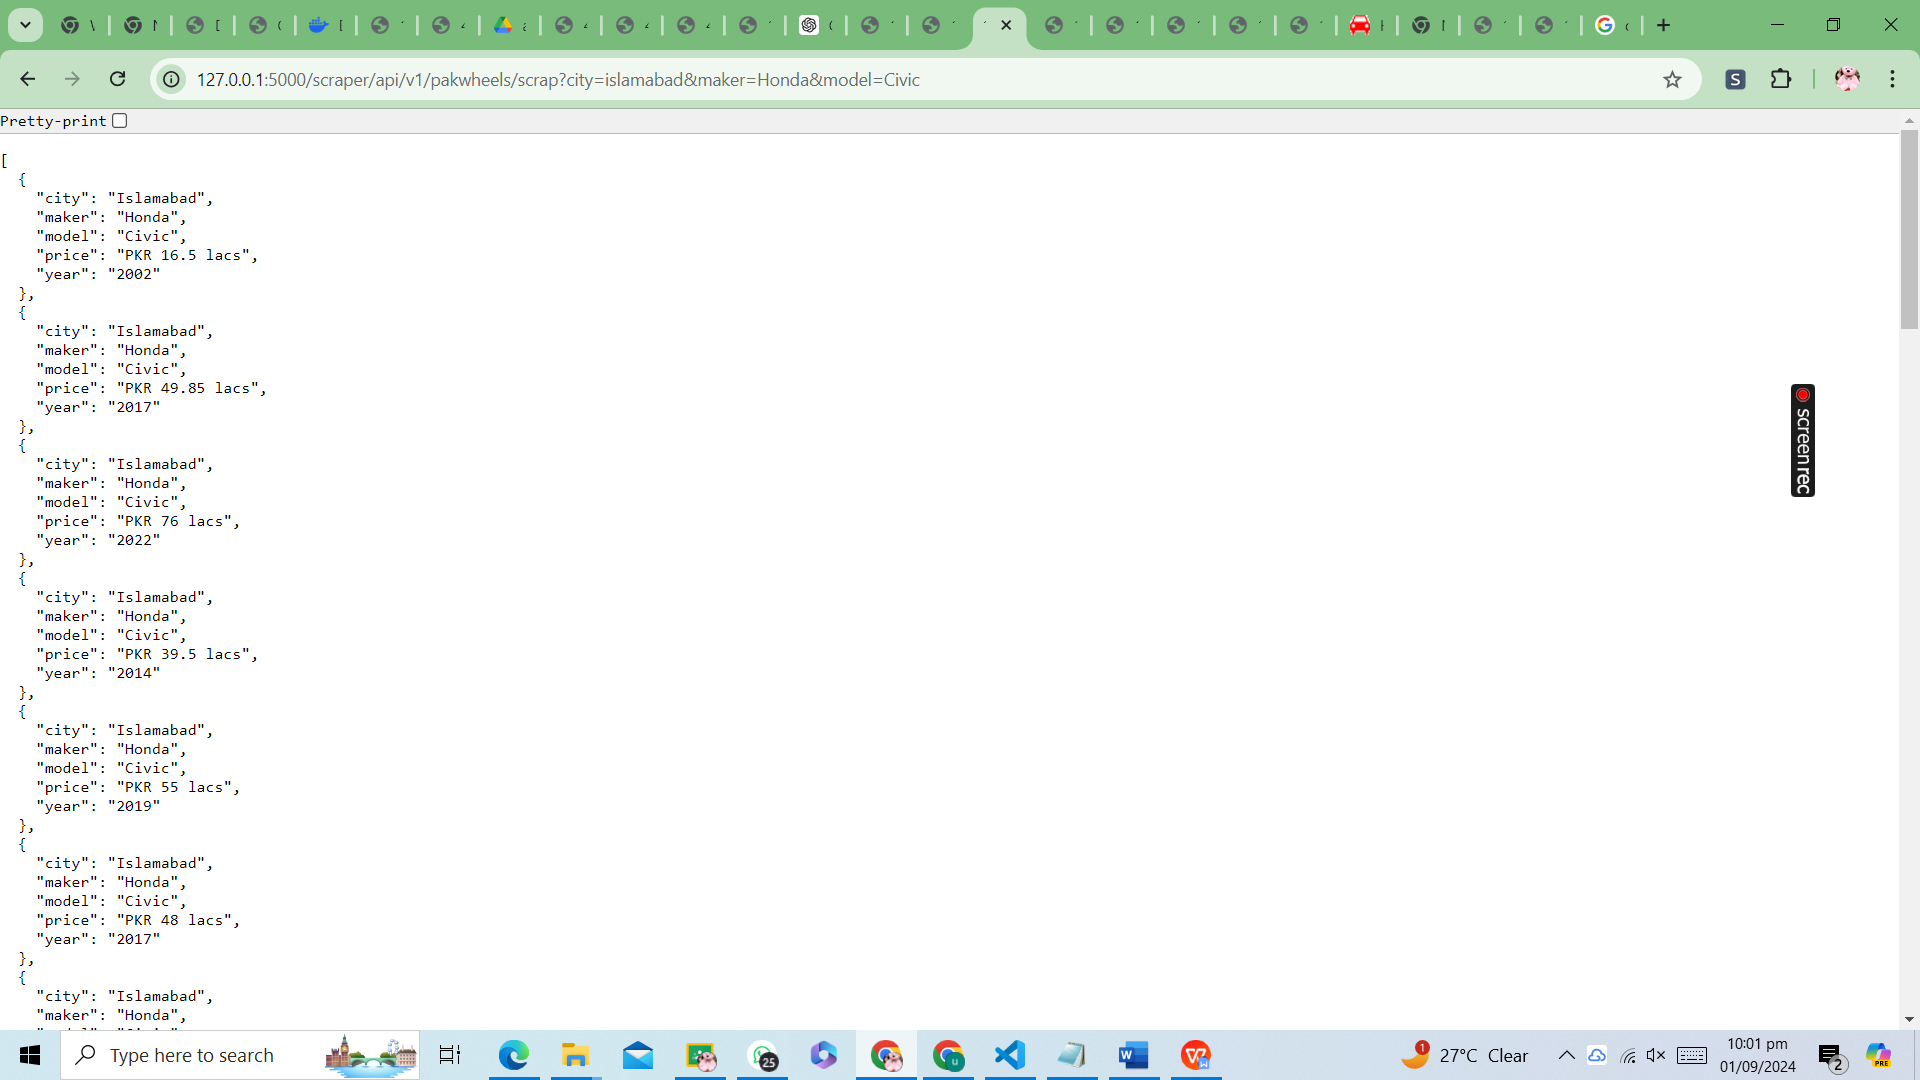 127.0.0.1:5000/scraper/api/v1/pakwheels/scrap?city=islamabad&maker=Honda&model=Civic
S
Pretty-print
[
{
"city": "Islamabad",
"maker": "Honda",
"model": "Civic",
"price": "PKR 16.5 lacs",
"year": "2002"
},
{
"city": "Islamabad",
"maker": "Honda",
"model": "Civic",
"price": "PKR 49.85 lacs",
"year": "2017"
},
{
"city": "Islamabad",
"maker": "Honda",
"model": "Civic",
"price": "PKR 76 lacs",
"year": "2022"
},
{
"city": "Islamabad",
"maker": "Honda",
"model": "Civic",
"price": "PKR 39.5 lacs",
"year": "2014"
},
{
"city": "Islamabad",
"maker": "Honda",
"model": "Civic",
"price": "PKR 55 lacs",
"year": "2019"
},
{
"city": "Islamabad",
"maker": "Honda",
"model": "Civic",
"price": "PKR 48 lacs",
"year": "2017"
},
{
"city": "Islamabad",
"maker": "Honda",
screenrec
Type here to search
25
u
W
1
27°C Clear
10:01 pm
01/09/2024
2
PRE